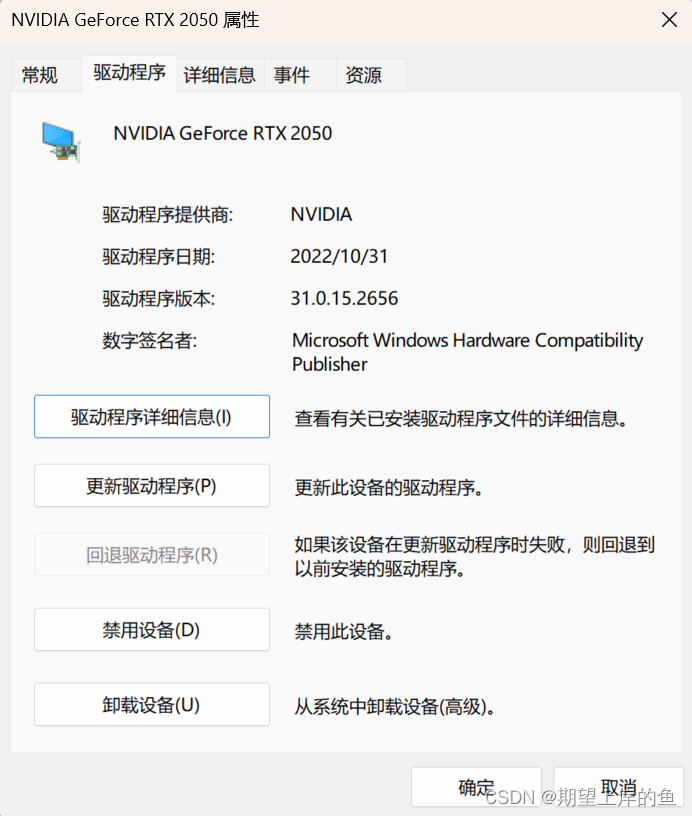 NVIDIA GeForce RTX 2050 属性
常规 驱动程序 详细信息 事件 资源
NVIDIA GeForce RTX 2050
驱动程序提供商: NVIDIA
驱动程序日期: 2022/10/31
驱动程序版本: 31.0.15.2656
数字签名者: Microsoft Windows Hardware Compatibility
Publisher
驱动程序详细信息(I) 查看有关已安装驱动程序文件的详细信息。
更新驱动程序(P) 更新此设备的驱动程序。
回退驱动程序(R) 如果该设备在更新驱动程序时失败，则回退到
以前安装的驱动程序。
禁用设备(D) 禁用此设备。
卸载设备(U) 从系统中卸载设备(高级)。
确定 取消
CSDN @期望上岸的鱼